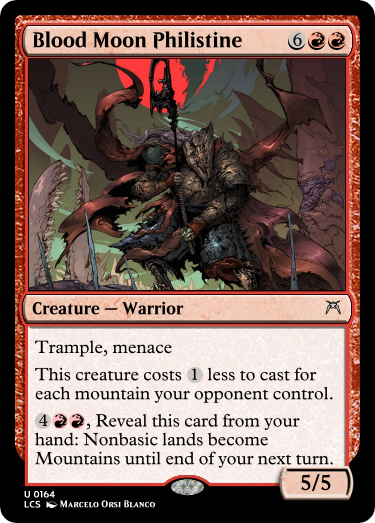 Blood Moon Philistine 6
Creature — Warrior
Trample, menace
This creature costs 1 less to cast for
each mountain your opponent control.
4, Reveal this card from your
hand: Nonbasic lands become
Mountains until end of your next turn.
5/5
U 0164
LCS Marcelo Orsi Blanco